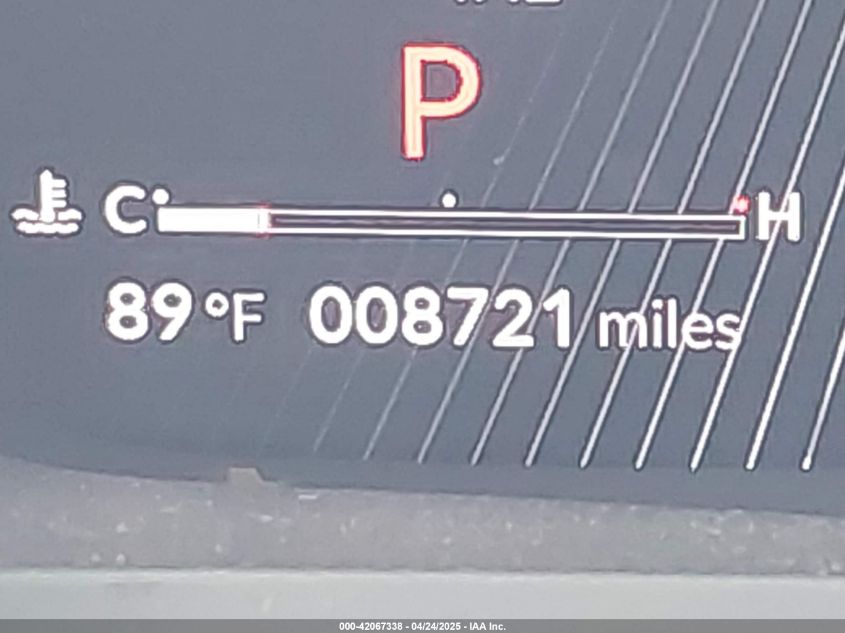 P
C H
89 °F 008721 miles
000-42067338 - 04/24/2025 - IAA Inc.